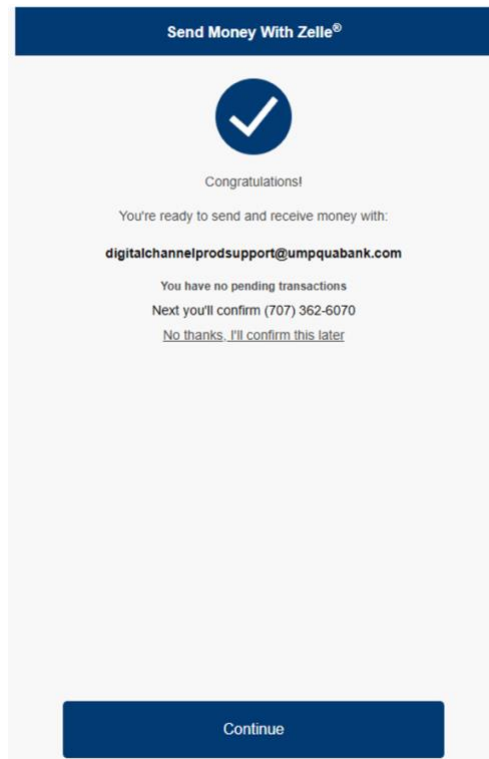 Send Money With Zelle®
Congratulations!
You're ready to send and receive money with:
digitalchannelprodsupport@umpquabank.com
You have no pending transactions
Next you'll confirm (707) 362-6070
No thanks, I'll confirm this later
Continue